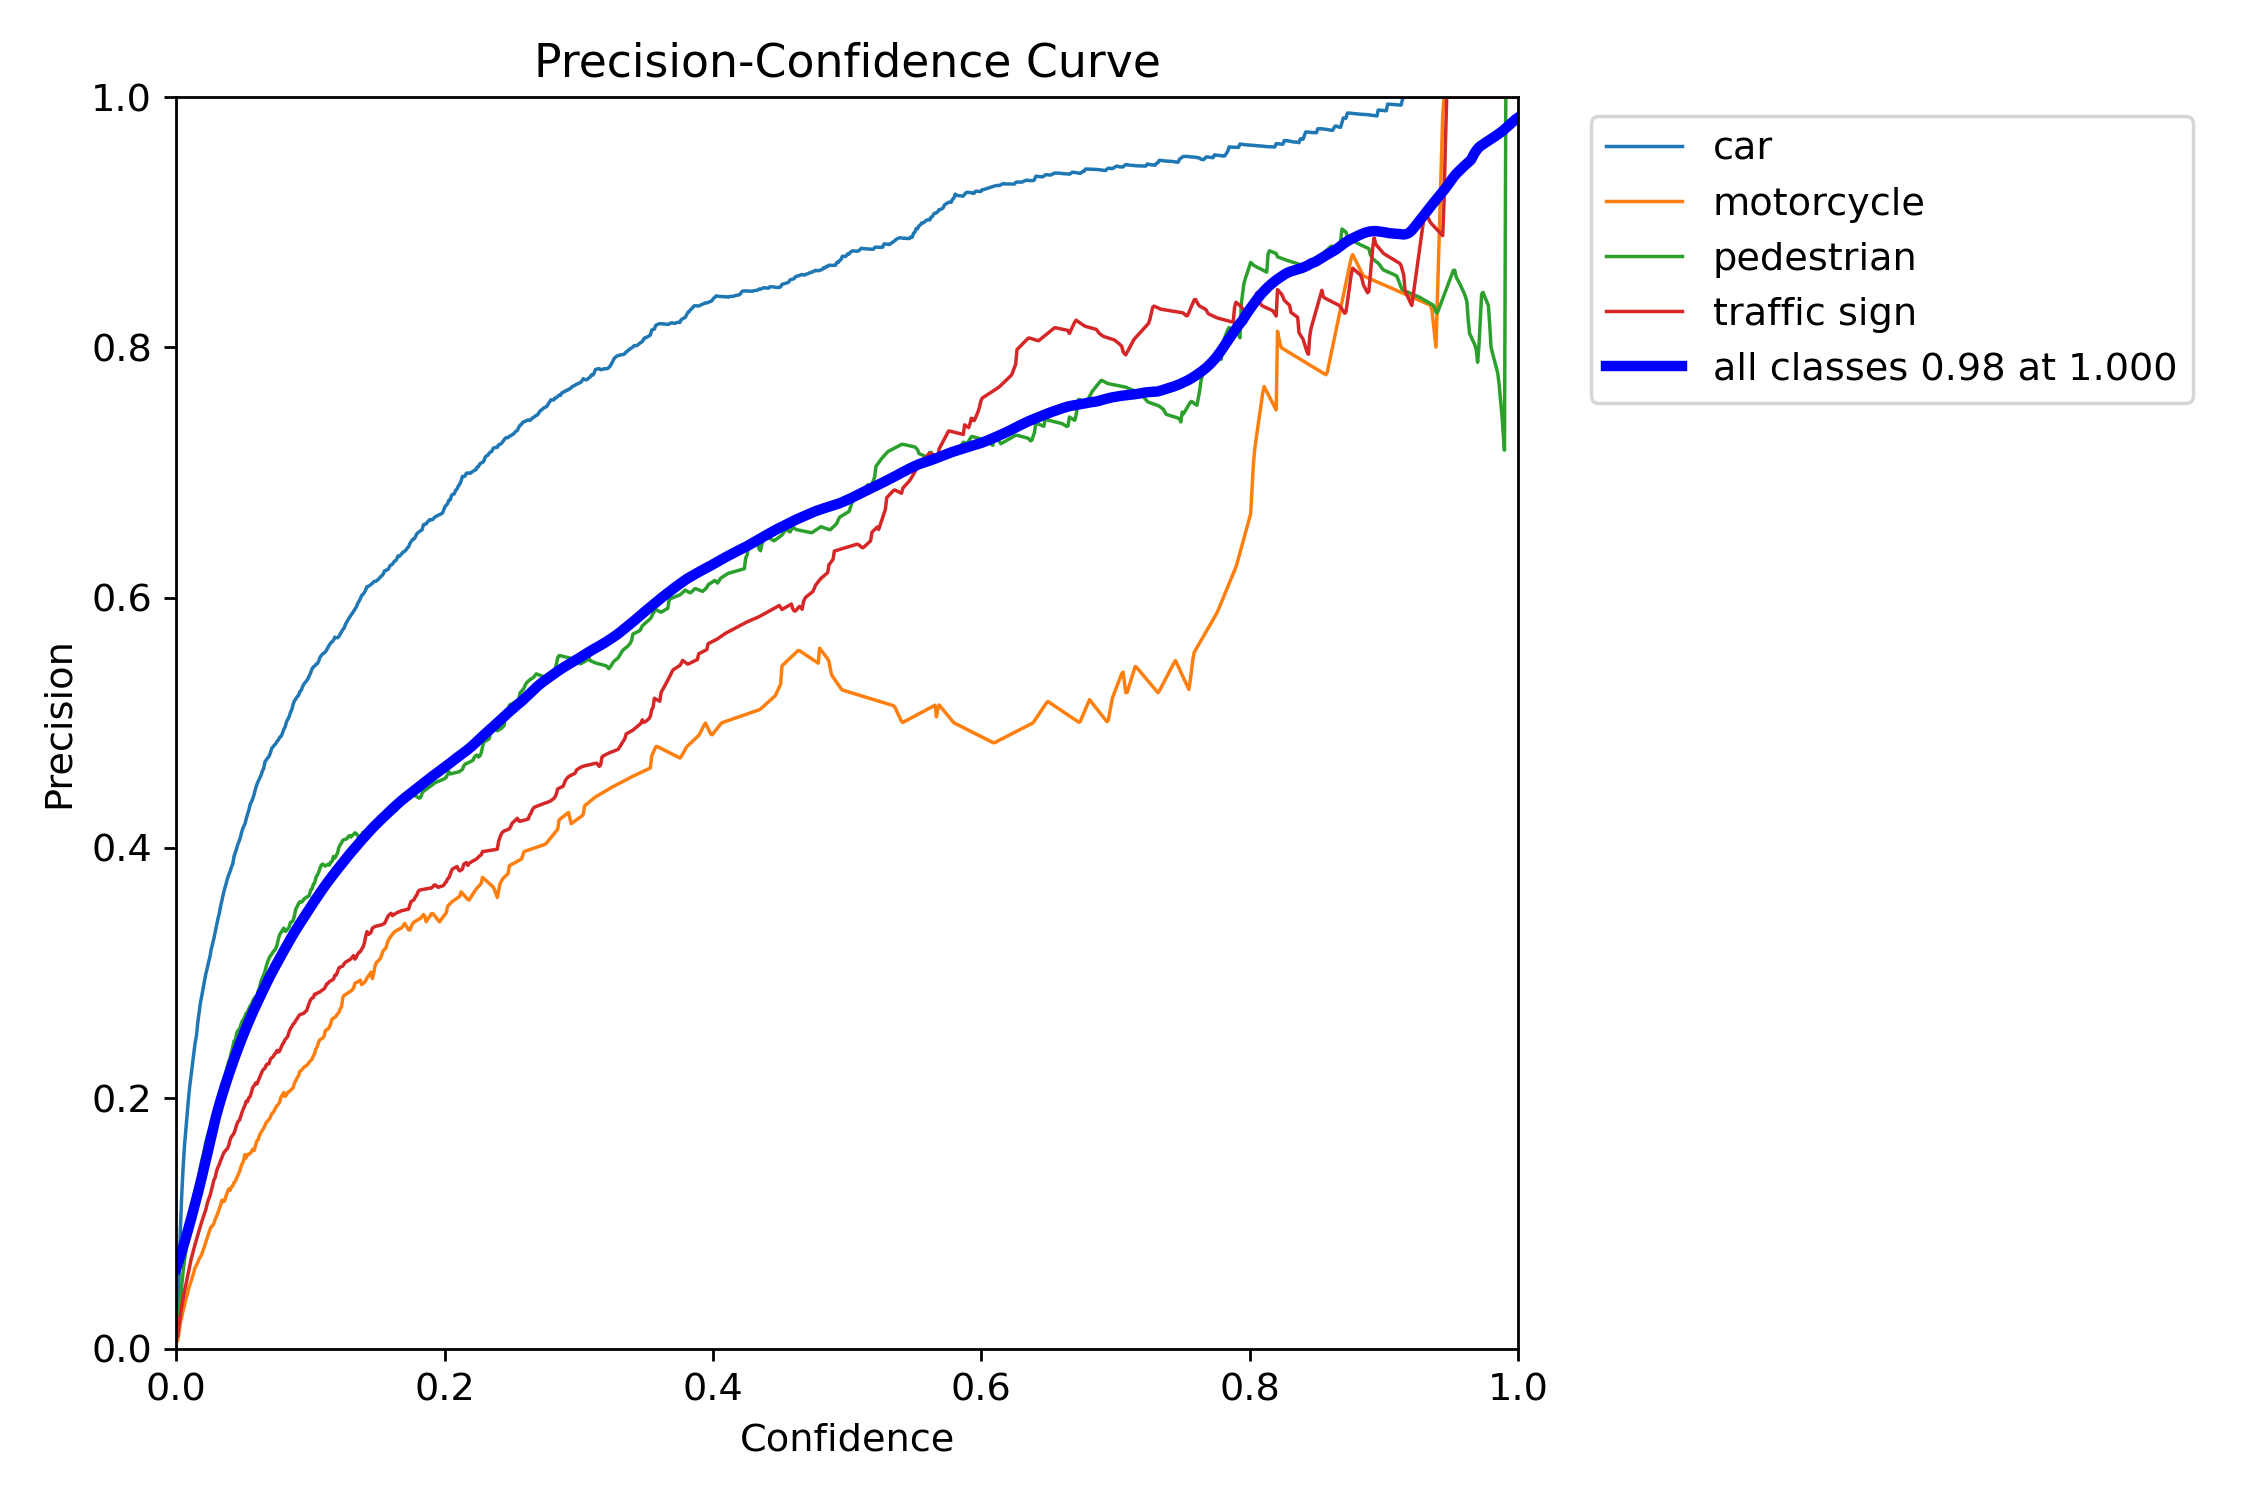 Precision-Confidence Curve
1.0
0.8
0.6
0.4
0.2
0.0
Precision
0.0 0.2 0.4 0.6 0.8 1.0
Confidence
car
motorcycle
pedestrian
traffic sign
all classes 0.98 at 1.000